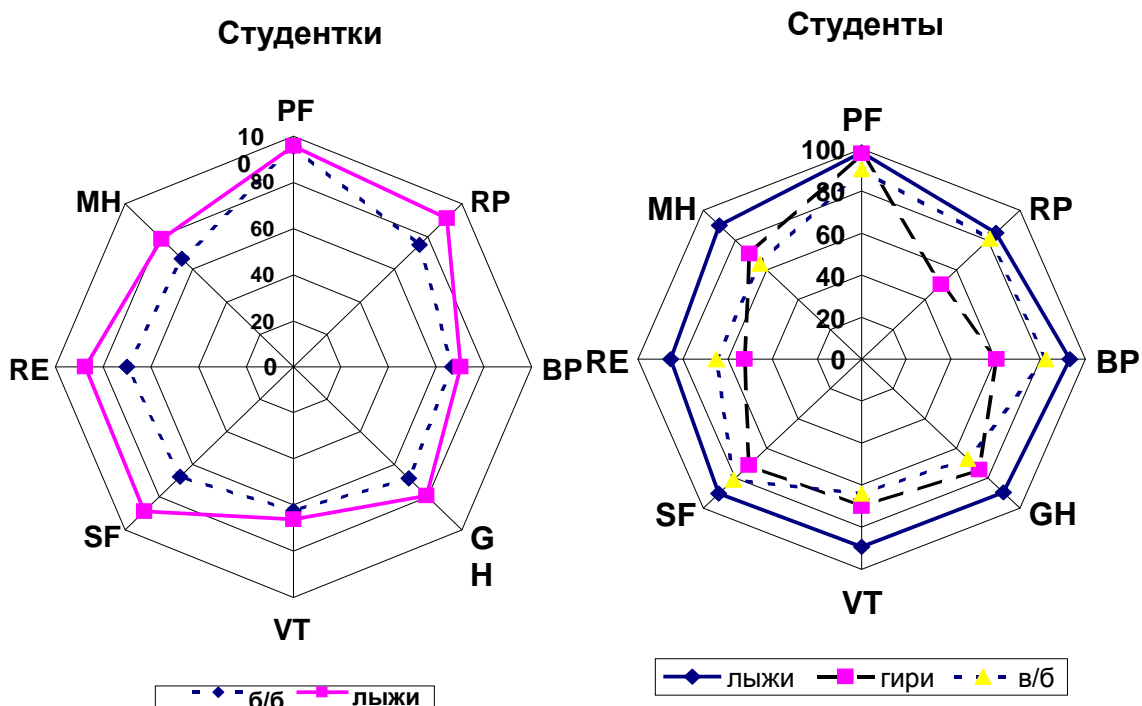 Студентки
PF
10
0
80
60
40
20
0
MH
RP
RE
BP
SF
G
H
VT
б/б лыжи
Студенты
PF
100
80
60
40
20
0
MH
RP
RE
BP
SF
GH
VT
лыжи гири в/б